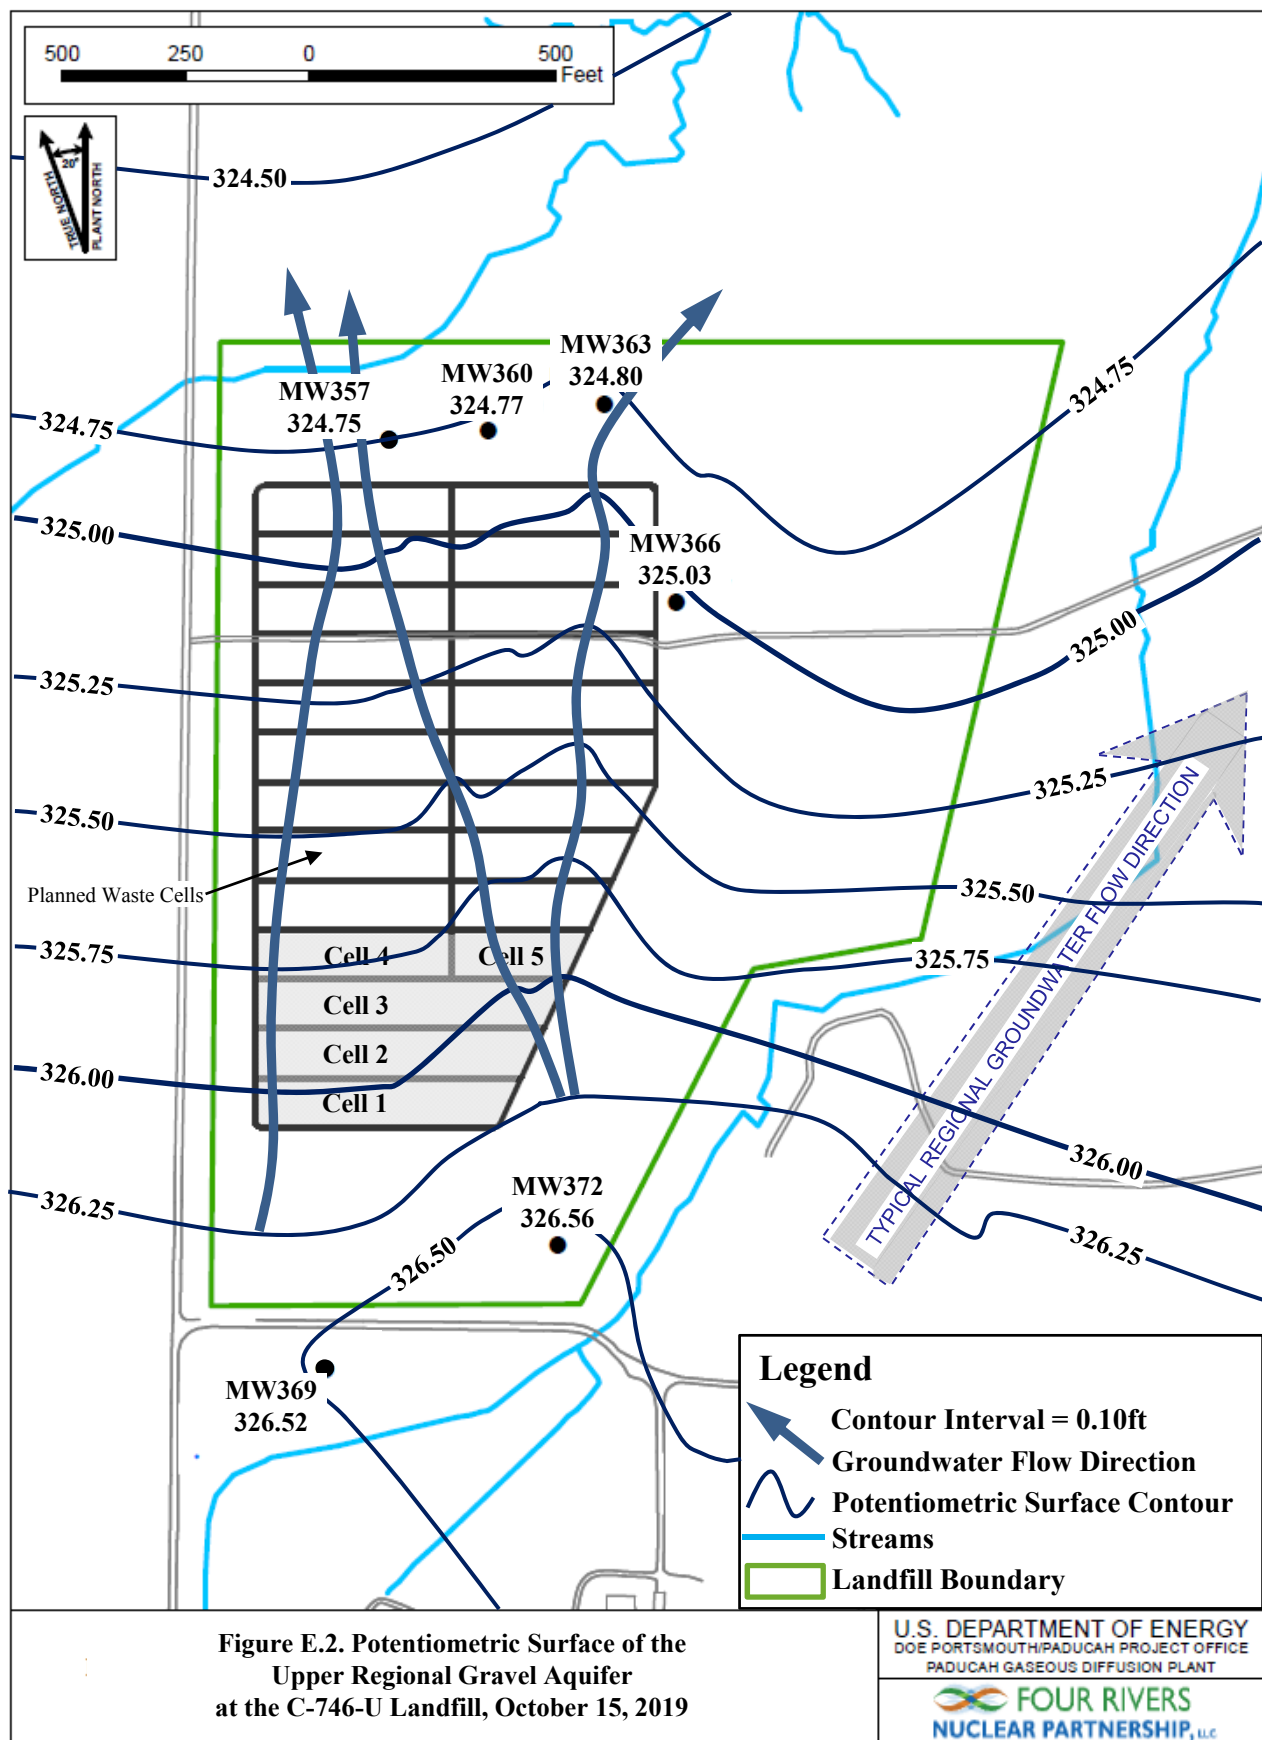 500 250 0 500
Feet
20°
TRUE NORTH
PLANT NORTH
324.50
MW363
324.80
MW360
324.77
MW357
324.75
324.75
324.75
325.00
MW366
325.03
325.00
325.25
325.25
325.50
Planned Waste Cells
325.50
325.75
Cell 4
Cell 5
325.75
Cell 3
Cell 2
326.00
Cell 1
326.00
326.25
MW372
326.56
326.50
326.25
TYPICAL REGIONAL GROUNDWATER FLOW DIRECTION
MW369
326.52
Legend
Contour Interval = 0.10ft
Groundwater Flow Direction
Potentiometric Surface Contour
Streams
Landfill Boundary
Figure E.2. Potentiometric Surface of the
Upper Regional Gravel Aquifer
at the C-746-U Landfill, October 15, 2019
U.S. DEPARTMENT OF ENERGY
DOE PORTSMOUTH/PADUCAH PROJECT OFFICE
PADUCAH GASEOUS DIFFUSION PLANT
FOUR RIVERS
NUCLEAR PARTNERSHIP, LLC